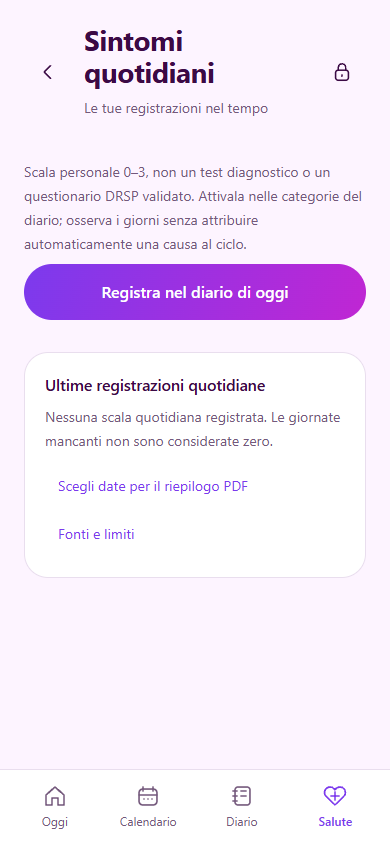 Sintomi
quotidiani
Le tue registrazioni nel tempo
Scala personale 0–3, non un test diagnostico o un
questionario DRSP validato. Attivala nelle categorie del
diario; osserva i giorni senza attribuire
automaticamente una causa al ciclo.
Registra nel diario di oggi
Ultime registrazioni quotidiane
Nessuna scala quotidiana registrata. Le giornate
mancanti non sono considerate zero.
Scegli date per il riepilogo PDF
Fonti e limiti
Oggi
Calendario
Diario
Salute